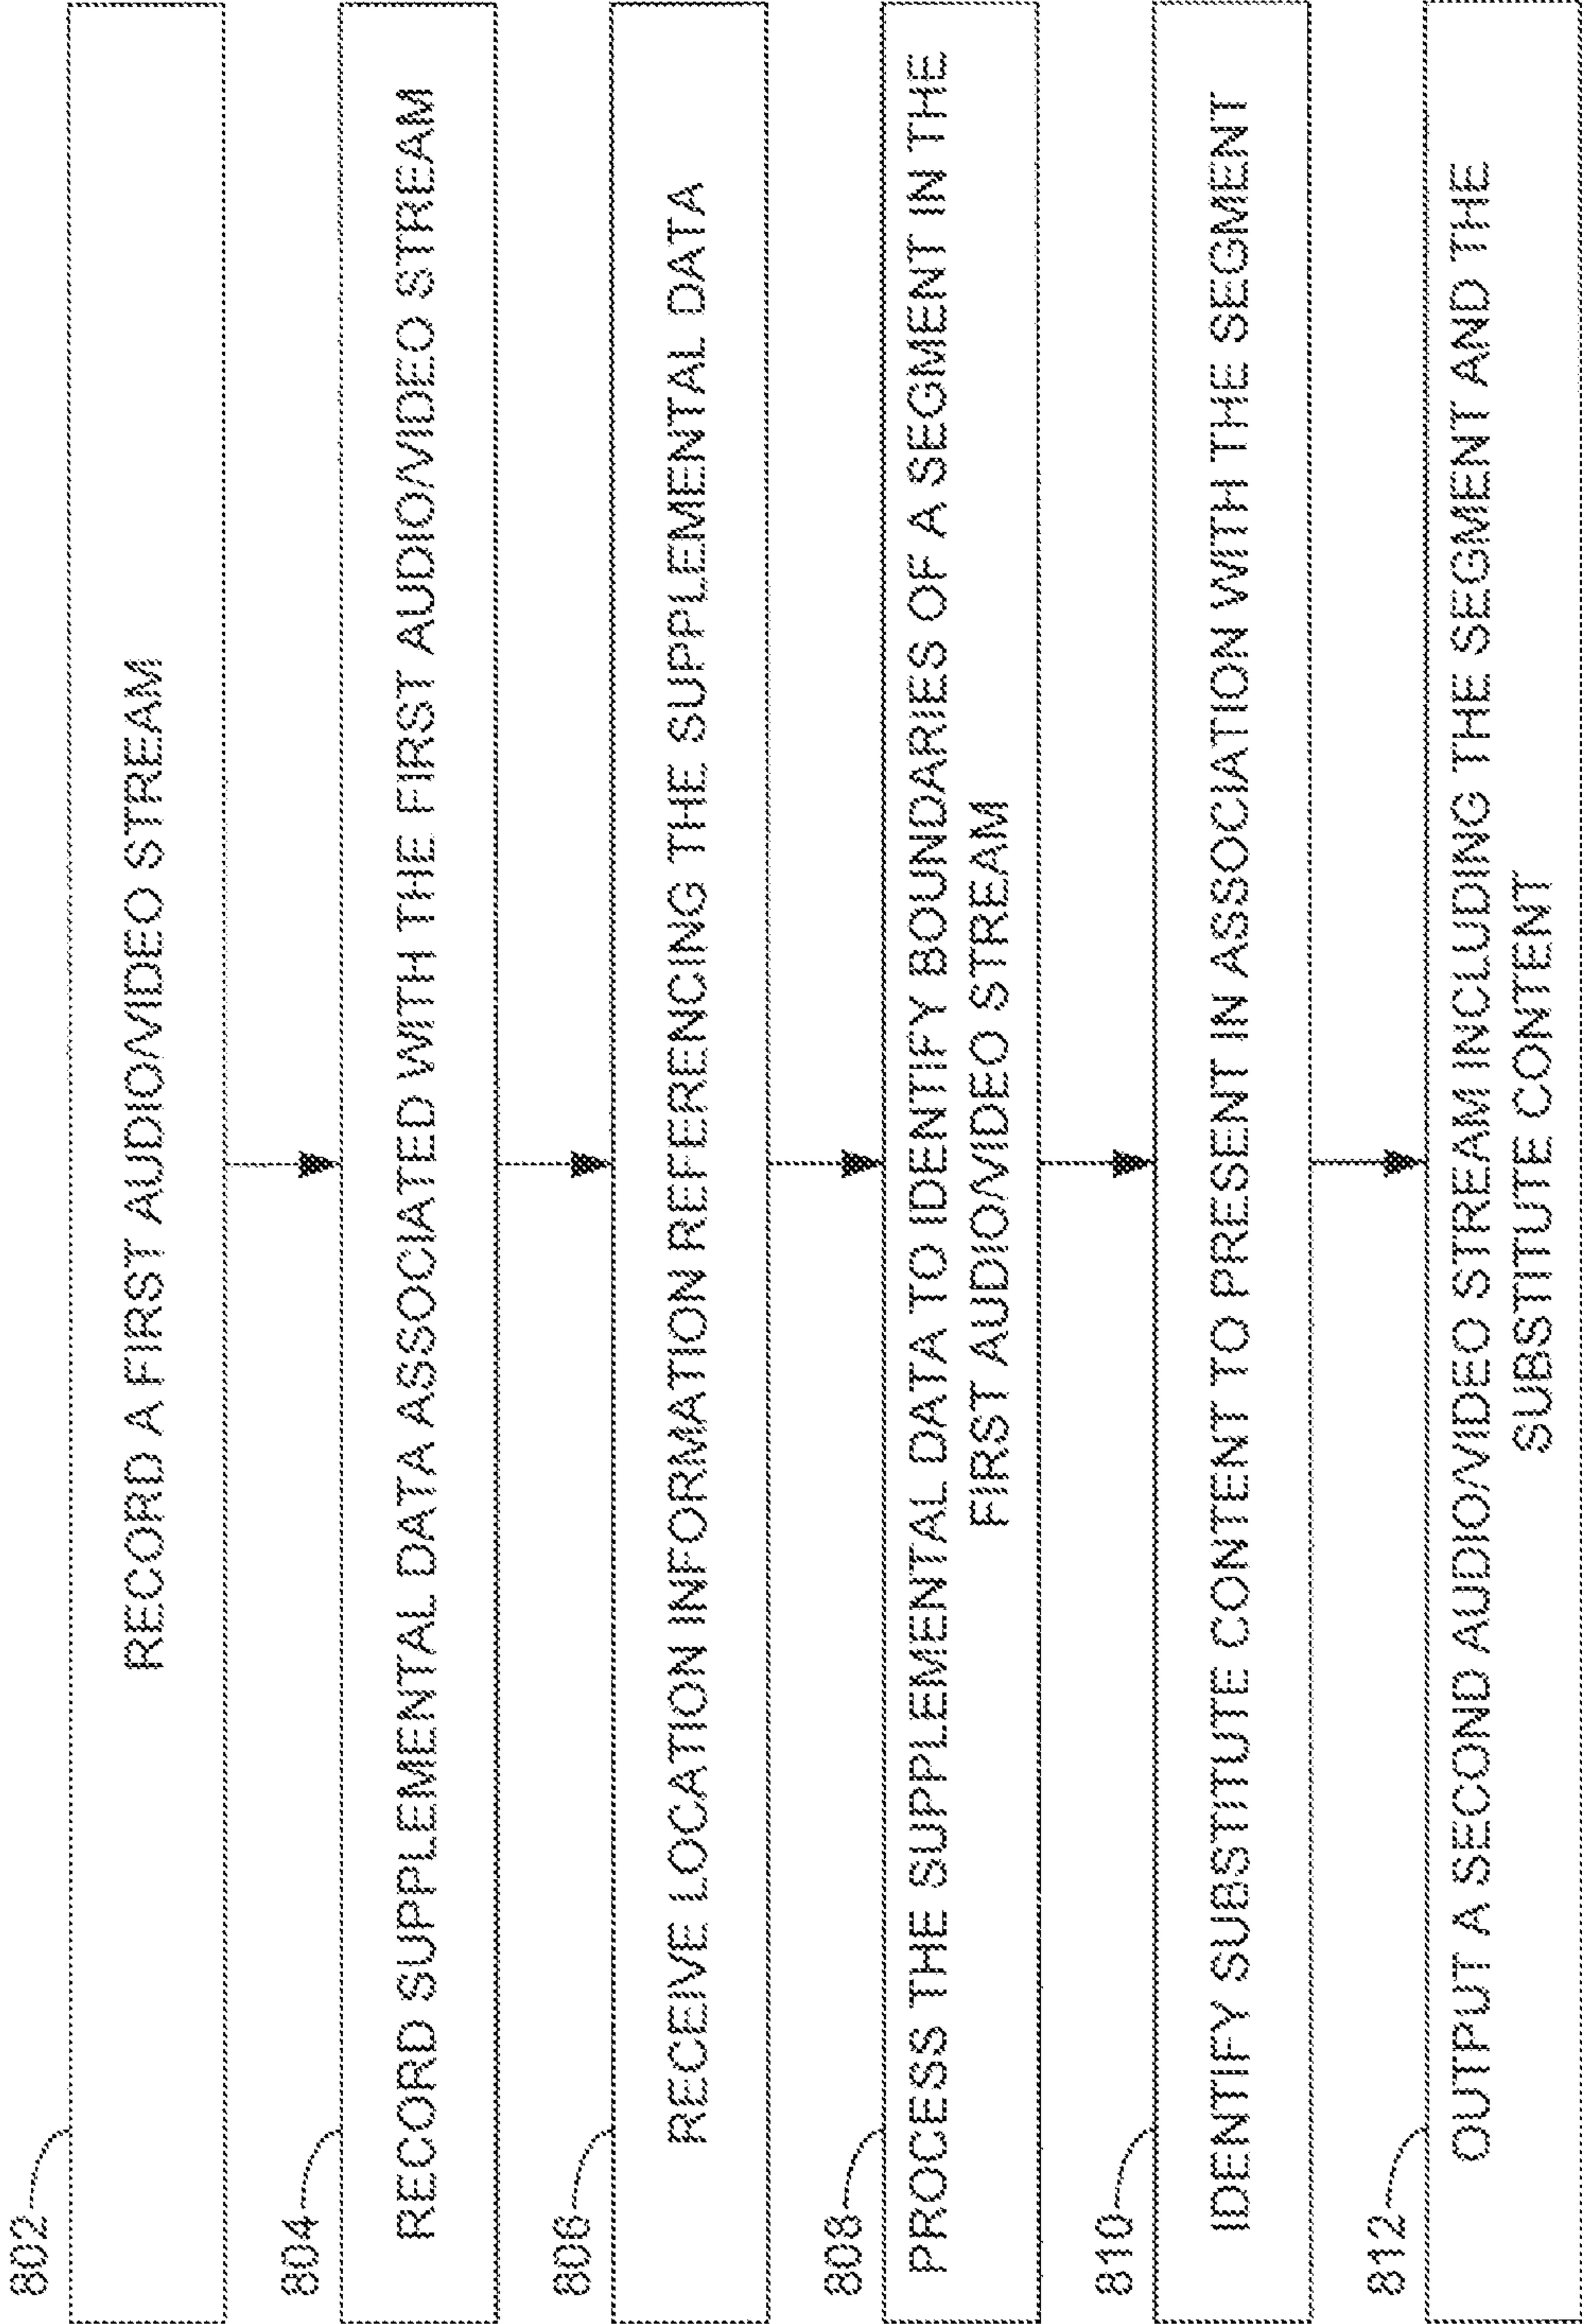 802
RECORD A FIRST AUDIO/VIDEO STREAM
804
RECORD SUPPLEMENTAL DATA ASSOCIATED WITH THE FIRST AUDIO/VIDEO STREAM
806
RECEIVE LOCATION INFORMATION REFERENCING THE SUPPLEMENTAL DATA
808
PROCESS THE SUPPLEMENTAL DATA TO IDENTIFY BOUNDARIES OF A SEGMENT IN THE
FIRST AUDIO/VIDEO STREAM
810
IDENTIFY SUBSTITUTE CONTENT TO PRESENT IN ASSOCIATION WITH THE SEGMENT
812
OUTPUT A SECOND AUDIO/VIDEO STREAM INCLUDING THE SEGMENT AND THE
SUBSTITUTE CONTENT